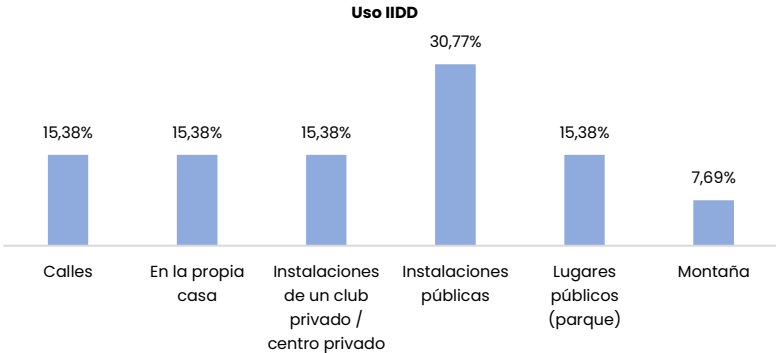 Uso IIDD
30,77%
15,38%
15,38%
15,38%
15,38%
7,69%
Calles
En la propia
casa
Instalaciones
de un club
privado /
centro privado
Instalaciones
públicas
Lugares
públicos
(parque)
Montaña